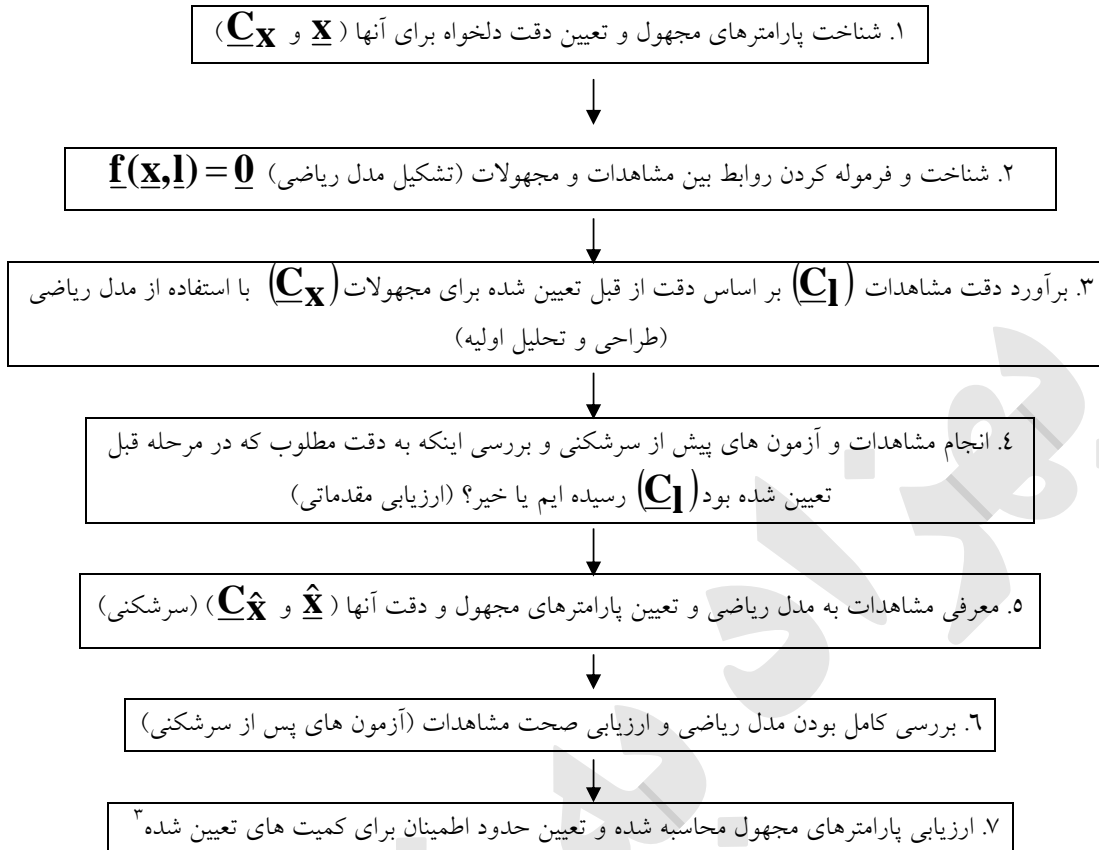 ۱. شناخت پارامترهای مجهول و تعیین دقت دلخواه برای آنها ( x و Cx )
۲. شناخت و فرموله کردن روابط بین مشاهدات و مجهولات (تشکیل مدل ریاضی) f(x,l)=0
۳. برآورد دقت مشاهدات (Cl) بر اساس دقت از قبل تعیین شده برای مجهولات (Cx) با استفاده از مدل ریاضی
(طراحی و تحلیل اولیه)
٤. انجام مشاهدات و آزمون های پیش از سرشکنی و بررسی اینکه به دقت مطلوب که در مرحله قبل
تعیین شده بود (Cl) رسیده ایم یا خیر؟ (ارزیابی مقدماتی)
٥. معرفی مشاهدات به مدل ریاضی و تعیین پارامترهای مجهول و دقت آنها ( x̂ و Cx̂ ) (سرشکنی)
٦. بررسی کامل بودن مدل ریاضی و ارزیابی صحت مشاهدات (آزمون های پس از سرشکنی)
۷. ارزیابی پارامترهای مجهول محاسبه شده و تعیین حدود اطمینان برای کمیت های تعیین شده۳